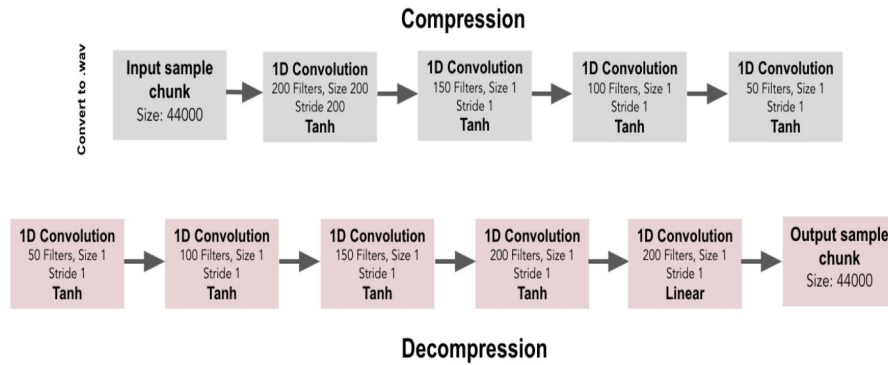 Compression
Convert to .wav
Input sample
chunk
Size: 44000
1D Convolution
200 Filters, Size 200
Stride 200
Tanh
1D Convolution
150 Filters, Size 1
Stride 1
Tanh
1D Convolution
100 Filters, Size 1
Stride 1
Tanh
1D Convolution
50 Filters, Size 1
Stride 1
Tanh
1D Convolution
50 Filters, Size 1
Stride 1
Tanh
1D Convolution
100 Filters, Size 1
Stride 1
Tanh
1D Convolution
150 Filters, Size 1
Stride 1
Tanh
1D Convolution
200 Filters, Size 1
Stride 1
Tanh
1D Convolution
200 Filters, Size 1
Stride 1
Linear
Output sample
chunk
Size: 44000
Decompression